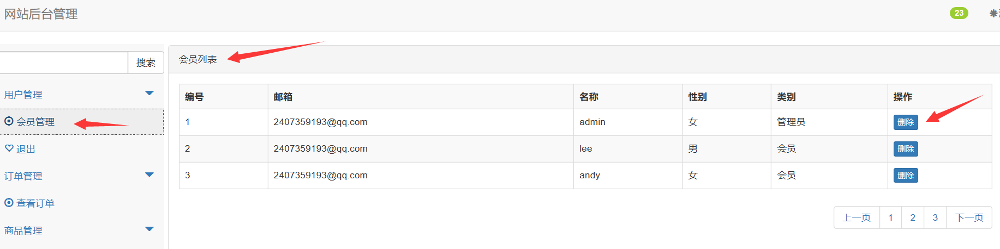 网站后台管理
23
搜索
用户管理
会员管理
退出
订单管理
查看订单
商品管理
会员列表
编号 邮箱 名称 性别 类别 操作
1 2407359193@qq.com admin 女 管理员 删除
2 2407359193@qq.com lee 男 会员 删除
3 2407359193@qq.com andy 女 会员 删除
上一页 1 2 3 下一页